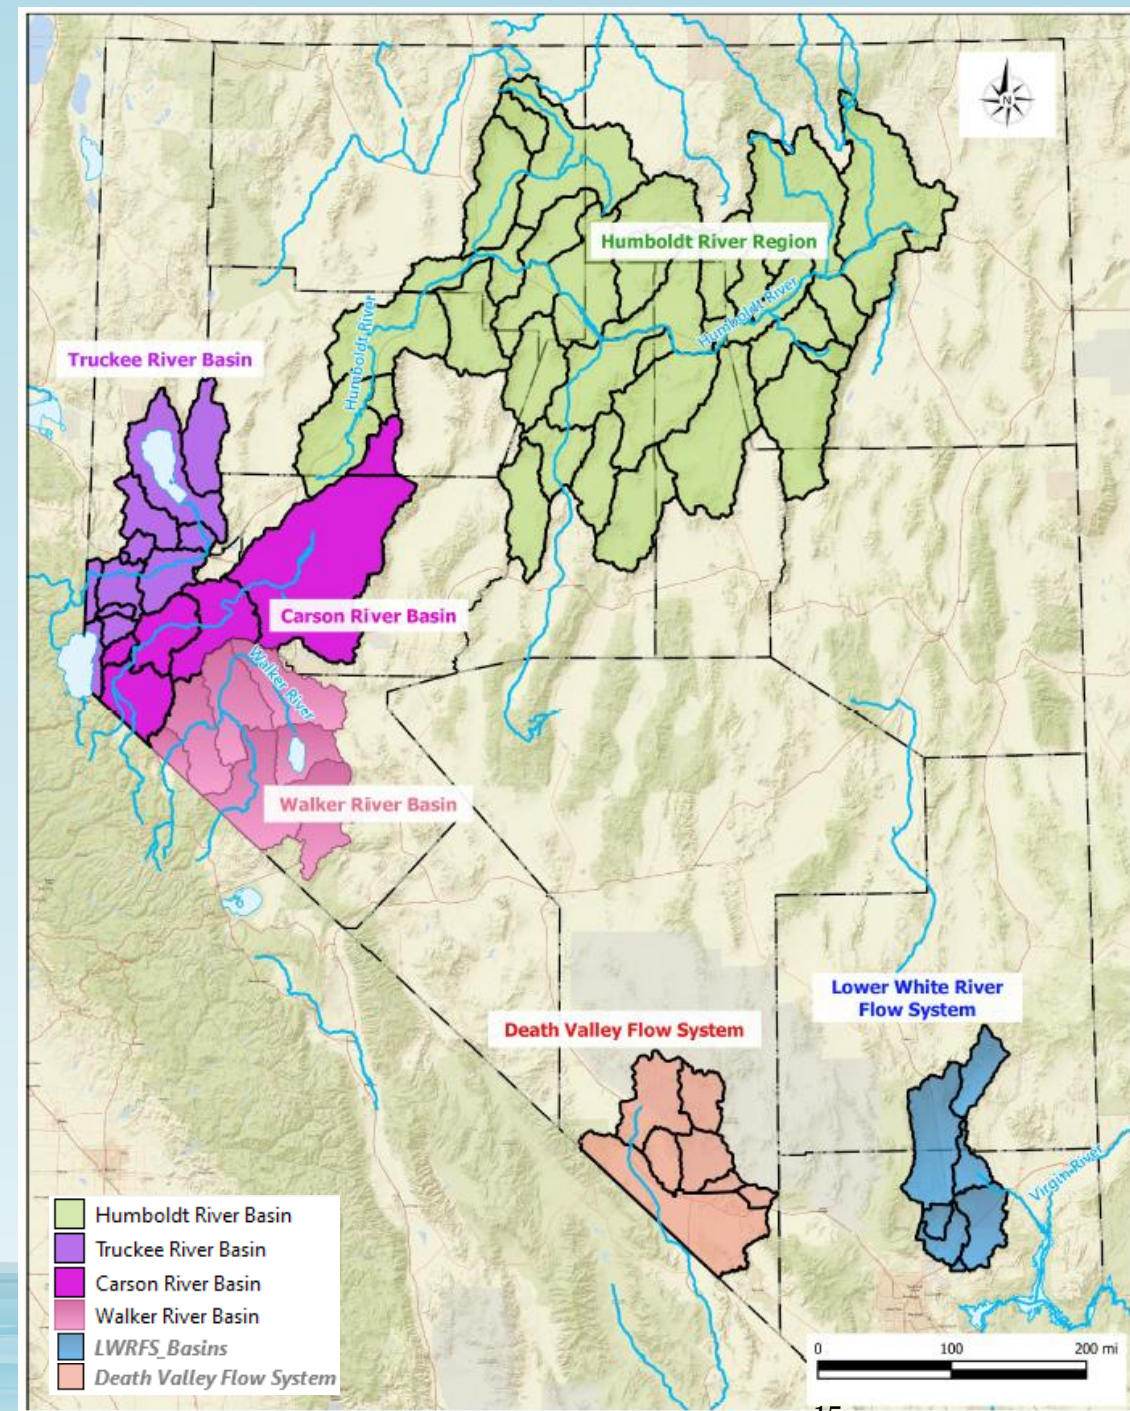 N
Humboldt River Region
Humboldt River
Humboldt River
Truckee River Basin
Carson River Basin
Walker River
Walker River Basin
Lower White River
Flow System
Death Valley Flow System
Virgin River
Humboldt River Basin
Truckee River Basin
Carson River Basin
Walker River Basin
LWRFS_Basins
Death Valley Flow System
0 100 200 mi
15